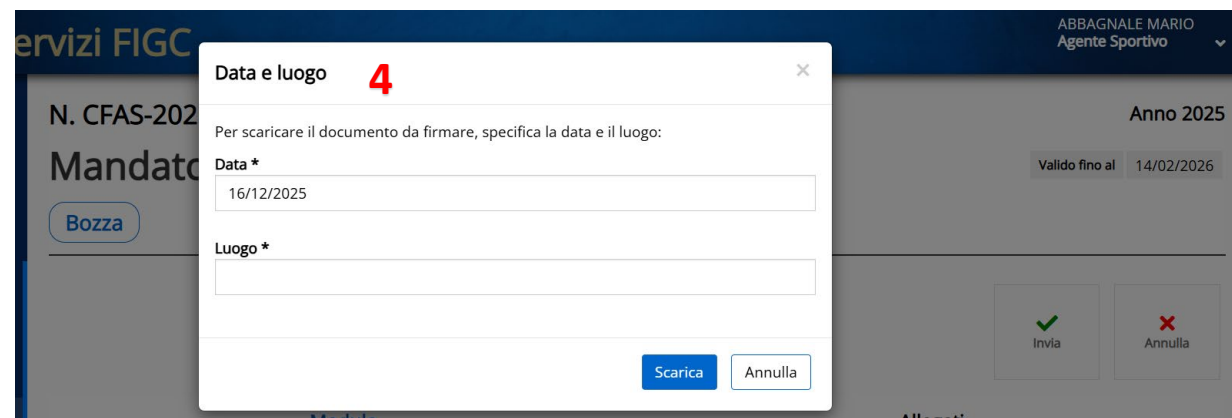 ervizi FIGC
ABBAGNALE MARIO
Agente Sportivo
Data e luogo
4
×
N. CFAS-202
Anno 2025
Per scaricare il documento da firmare, specifica la data e il luogo:
Mandato
Valido fino al 14/02/2026
Data *
16/12/2025
Bozza
Luogo *
Invia
Annulla
Scarica
Annulla
Modulo
Allegati